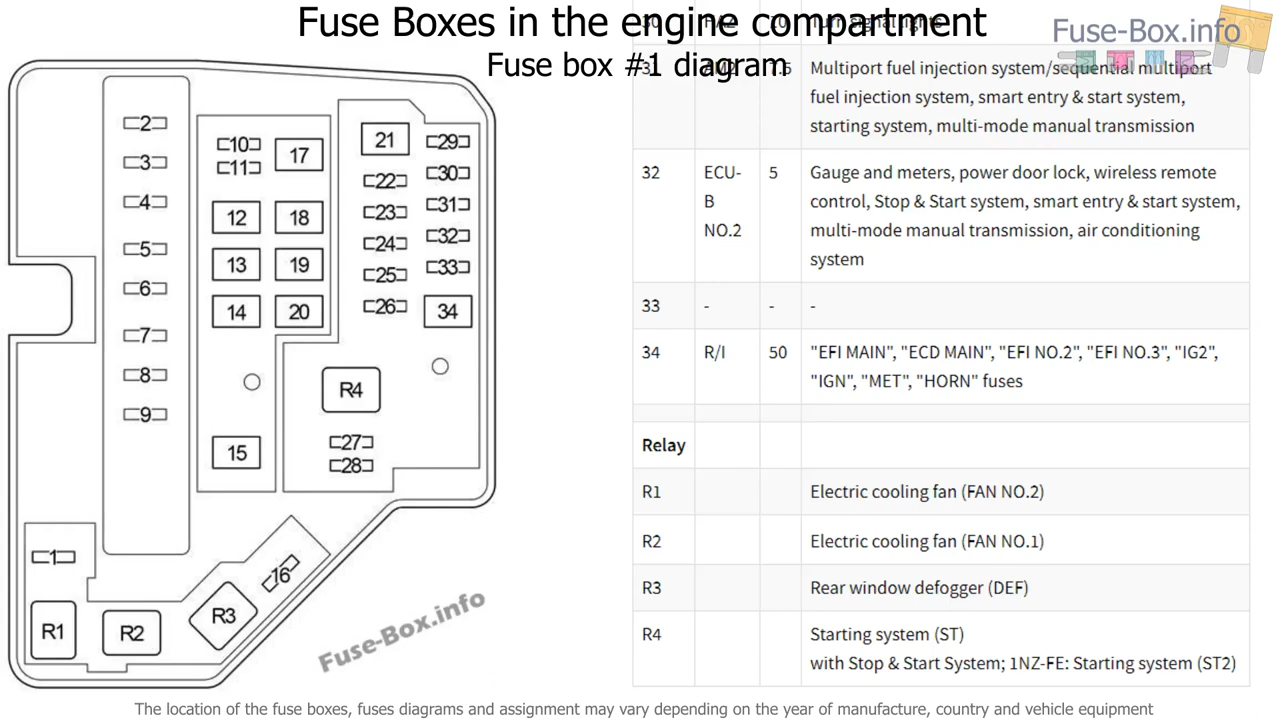 Fuse Boxes in the engine compartment
Fuse box #1 diagram
Fuse-Box.info
2
3
4
5
6
7
8
9
10
11
17
12
18
13
19
14
20
15
21
22
23
24
25
26
29
30
31
32
33
34
R4
27
28
1
16
R1
R2
R3
Fuse-Box.info
Turn signal lights
Multiport fuel injection system/sequential multiport
fuel injection system, smart entry & start system,
starting system, multi-mode manual transmission
32 ECU- 5 Gauge and meters, power door lock, wireless remote
B control, Stop & Start system, smart entry & start system,
NO.2 multi-mode manual transmission, air conditioning
system
33 - - -
34 R/I 50 "EFI MAIN", "ECD MAIN", "EFI NO.2", "EFI NO.3", "IG2",
"IGN", "MET", "HORN" fuses
Relay
R1 Electric cooling fan (FAN NO.2)
R2 Electric cooling fan (FAN NO.1)
R3 Rear window defogger (DEF)
R4 Starting system (ST)
with Stop & Start System; 1NZ-FE: Starting system (ST2)
The location of the fuse boxes, fuses diagrams and assignment may vary depending on the year of manufacture, country and vehicle equipment